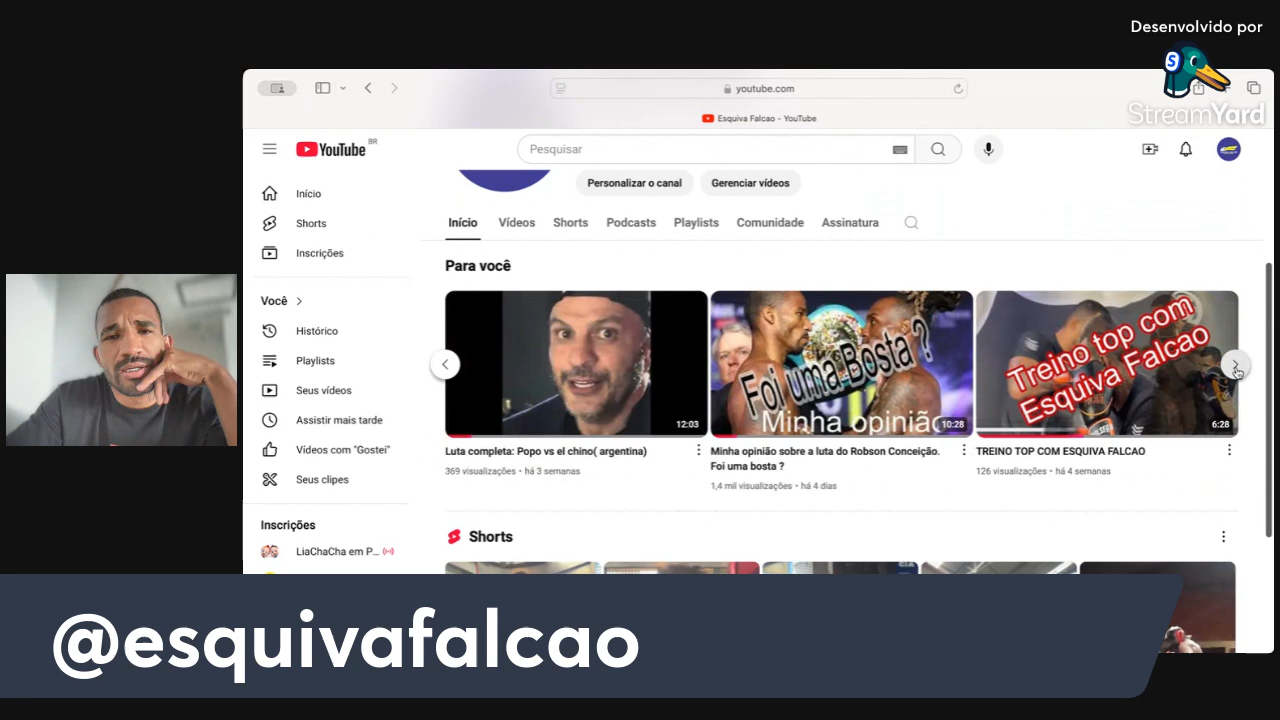 Desenvolvido por
StreamYard
youtube.com
Esquiva Falcao - YouTube
YouTube BR
Pesquisar
Personalizar o canal
Gerenciar vídeos
Início
Shorts
Inscrições
Você
Histórico
Playlists
Seus vídeos
Assistir mais tarde
Vídeos com "Gostei"
Seus clipes
Inscrições
LiaChaCha em P...
Início Vídeos Shorts Podcasts Playlists Comunidade Assinatura
Para você
12:03
Luta completa: Popo vs el chino( argentina)
369 visualizações • há 3 semanas
Foi uma Bosta ?
Minha opinião
10:28
Minha opinião sobre a luta do Robson Conceição.
Foi uma bosta ?
1,4 mil visualizações • há 4 dias
Treino top com
Esquiva Falcao
6:28
TREINO TOP COM ESQUIVA FALCAO
126 visualizações • há 4 semanas
Shorts
@esquivafalcao